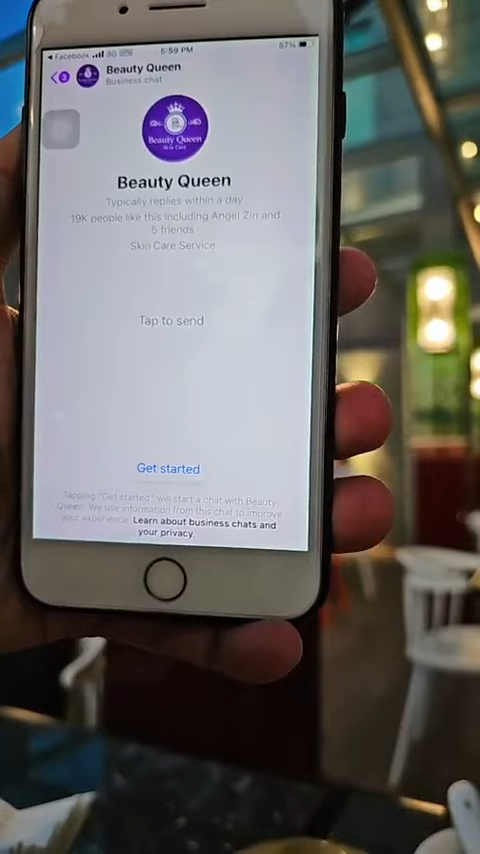 Facebook 3G 5:59 PM 57%
3 Beauty Queen
Business chat
Beauty Queen
Skin Care
Beauty Queen
Typically replies within a day
19K people like this including Angel Zin and
5 friends
Skin Care Service
Tap to send
Get started
Tapping "Get started" will start a chat with Beauty
Queen. We use information from this chat to improve
your experience. Learn about business chats and
your privacy.